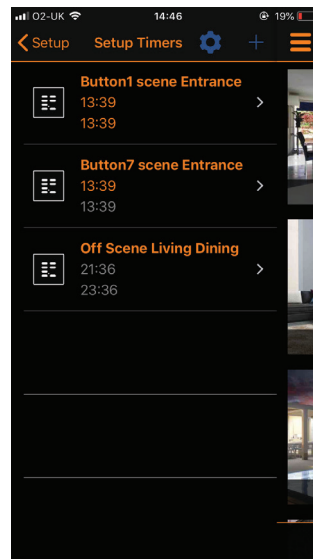 O2-UK 14:46 19%
Setup Setup Timers +
Button1 scene Entrance
13:39
13:39
Button7 scene Entrance
13:39
13:39
Off Scene Living Dining
21:36
23:36